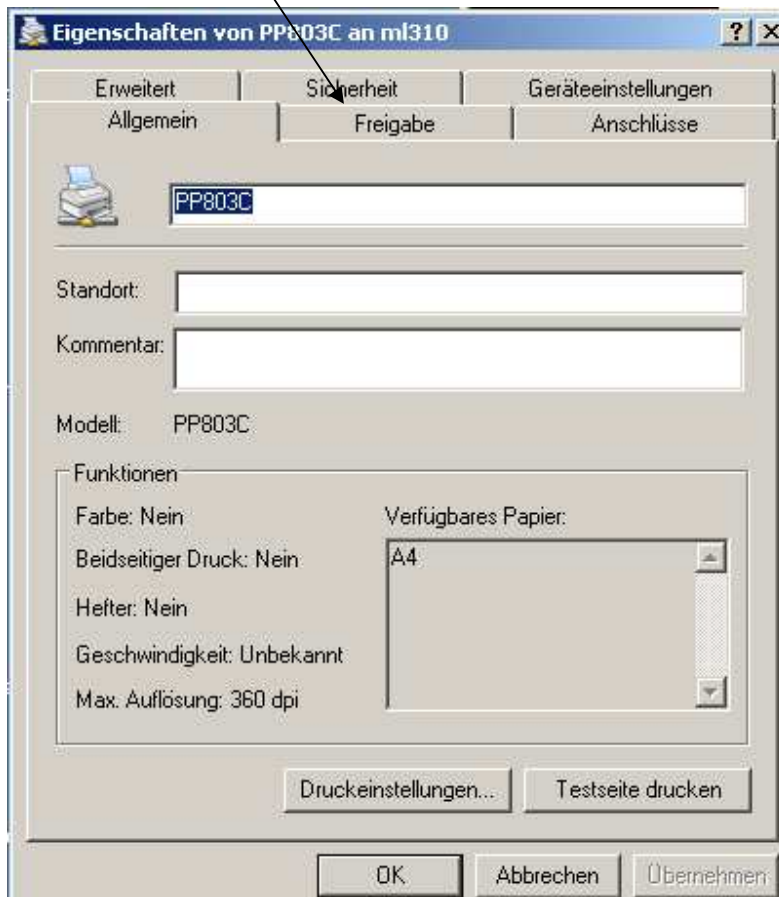 Eigenschaften von PP803C an ml310
Erweitert Sicherheit Geräteeinstellungen
Allgemein Freigabe Anschlüsse
PP803C
Standort:
Kommentar:
Modell: PP803C
Funktionen
Farbe: Nein Verfügbares Papier:
Beidseitiger Druck: Nein A4
Hefter: Nein
Geschwindigkeit: Unbekannt
Max. Auflösung: 360 dpi
Druckeinstellungen... Testseite drucken
OK Abbrechen Übernehmen